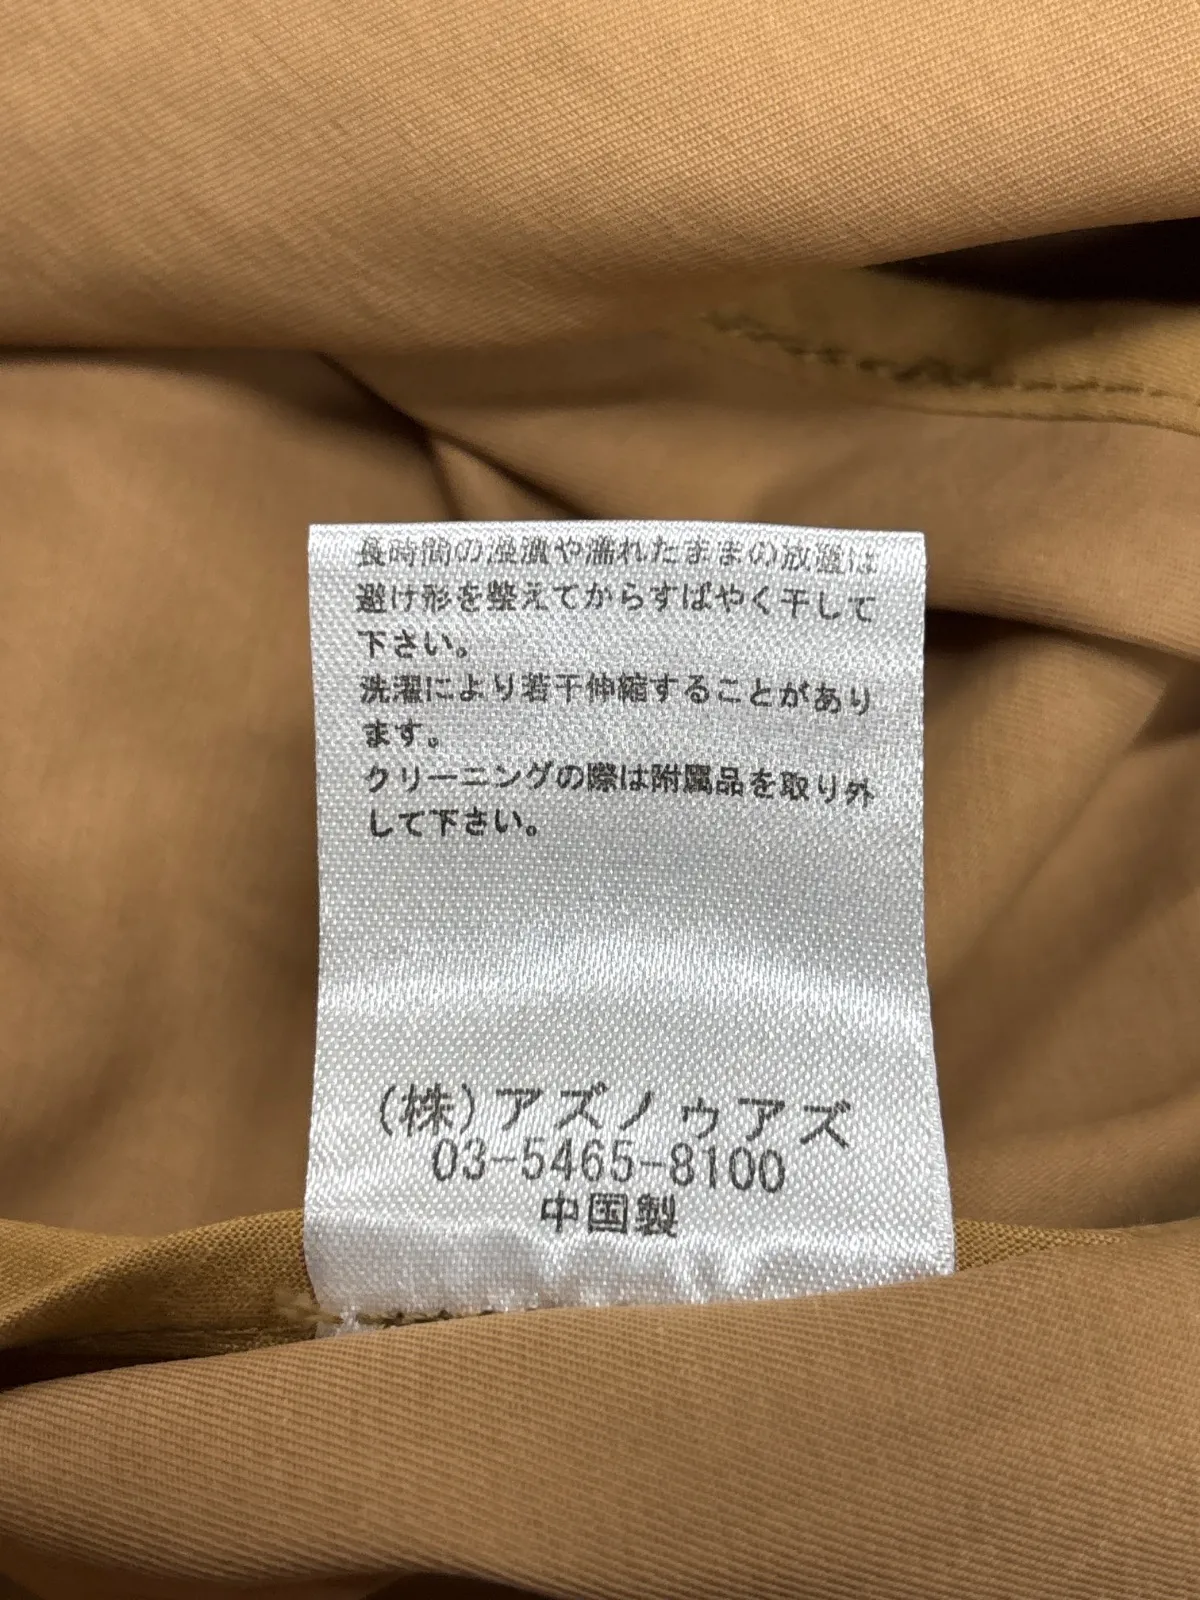 長時間の浸漬や濡れたままの放置は
避け形を整えてからすばやく干して
下さい。
洗濯により若干伸縮することがあり
ます。
クリーニングの際は附属品を取り外
して下さい。
(株)アズノゥアズ
03-5465-8100
中国製